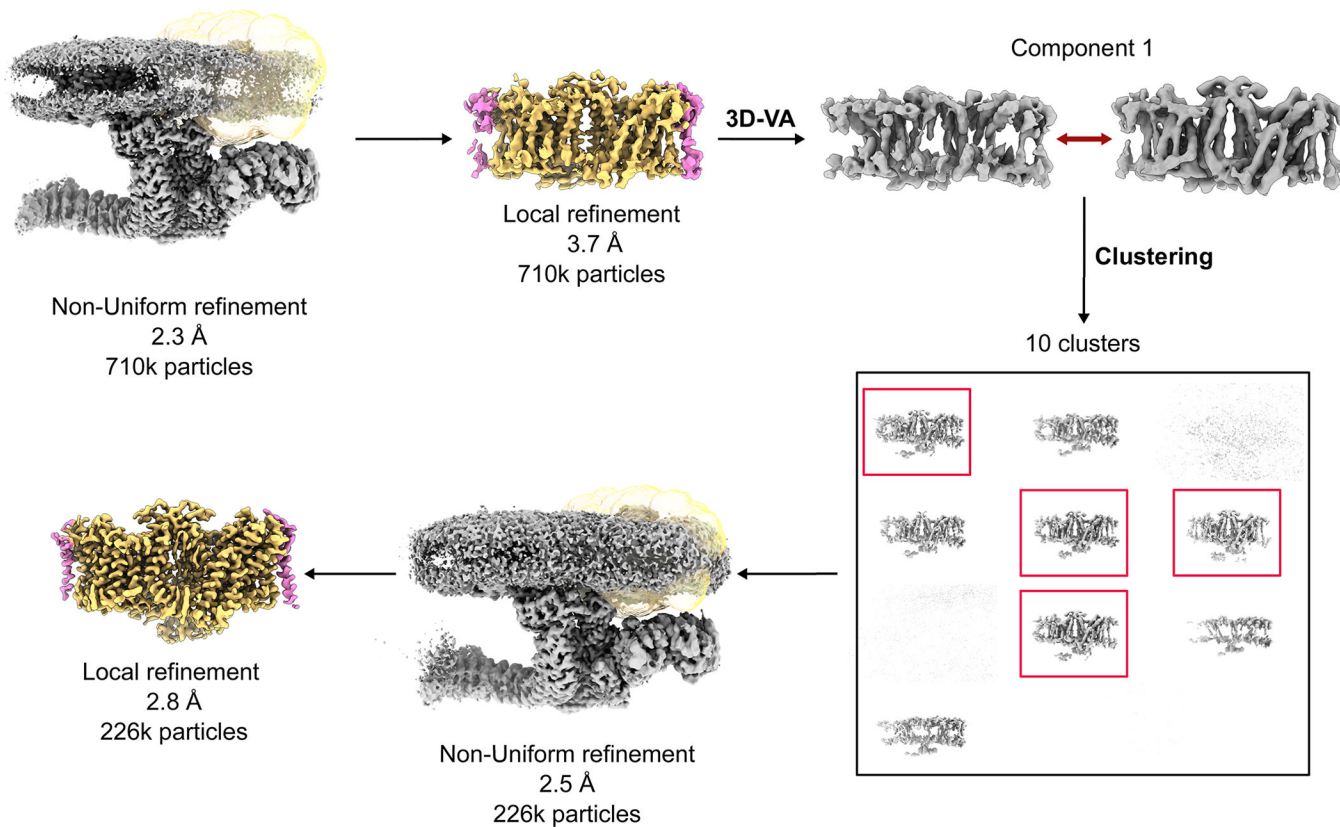 Component 1
3D-VA
Local refinement
3.7 Å
710k particles
Clustering
Non-Uniform refinement
2.3 Å
710k particles
10 clusters
Local refinement
2.8 Å
226k particles
Non-Uniform refinement
2.5 Å
226k particles